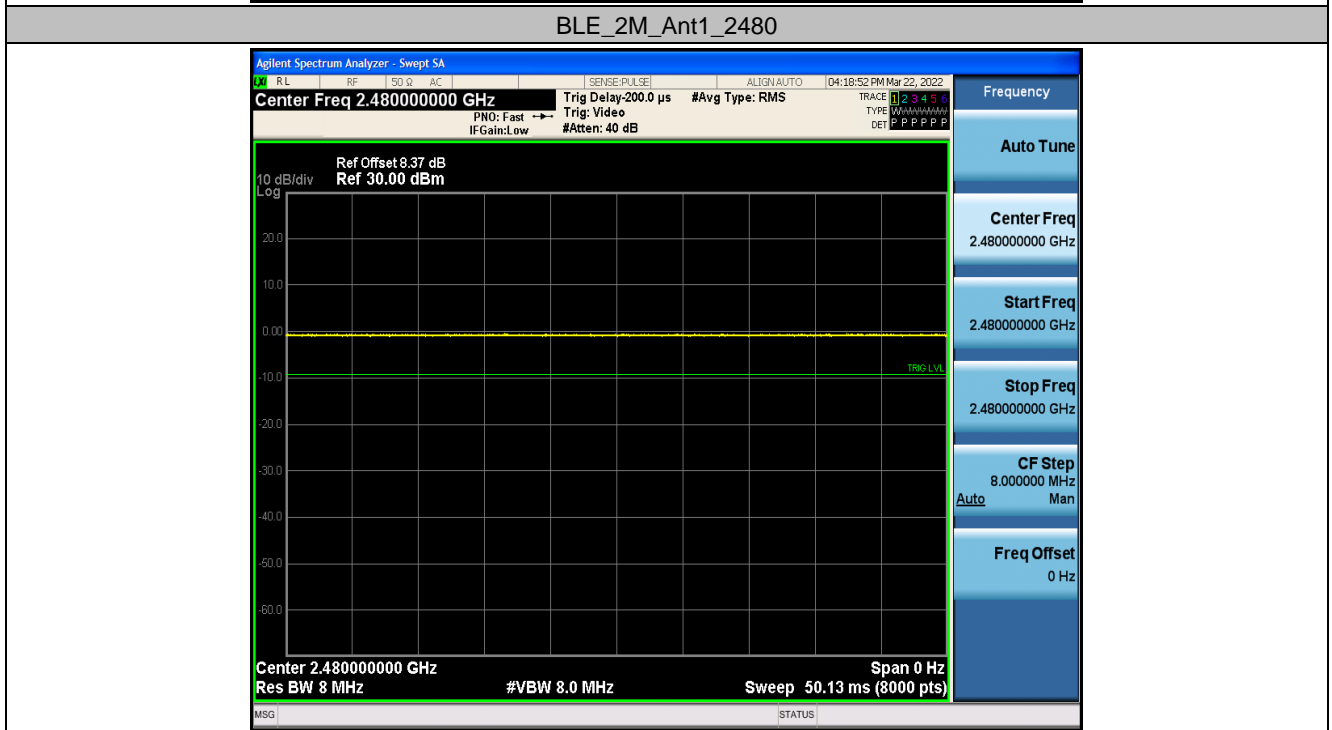 BLE_2M_Ant1_2480
Agilent Spectrum Analyzer - Swept SA
LXI RL RF 50 Ω AC SENSE:PULSE ALIGN AUTO 04:18:52 PM Mar 22, 2022
Center Freq 2.480000000 GHz
PNO: Fast
IFGain:Low
Trig Delay-200.0 µs
Trig: Video
#Atten: 40 dB
#Avg Type: RMS
TRACE 1 2 3 4 5 6
TYPE WWWWWW
DET P P P P P P
Ref Offset 8.37 dB
10 dB/div Ref 30.00 dBm
Log
20.0
10.0
0.00
TRIG LVL
-10.0
-20.0
-30.0
-40.0
-50.0
-60.0
Center 2.480000000 GHz Span 0 Hz
Res BW 8 MHz #VBW 8.0 MHz Sweep 50.13 ms (8000 pts)
MSG STATUS
Frequency
Auto Tune
Center Freq
2.480000000 GHz
Start Freq
2.480000000 GHz
Stop Freq
2.480000000 GHz
CF Step
8.000000 MHz
Auto Man
Freq Offset
0 Hz